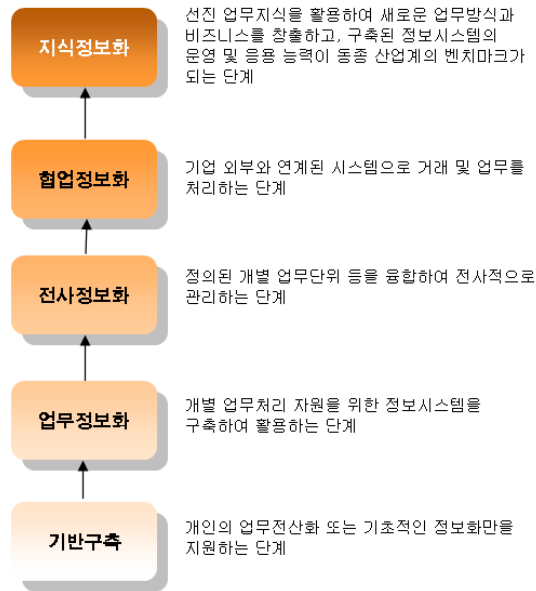 지식정보화
선진 업무지식을 활용하여 새로운 업무방식과
비즈니스를 창출하고, 구축된 정보시스템의
운영 및 응용 능력이 동종 산업계의 벤치마크가
되는 단계
협업정보화
기업 외부와 연계된 시스템으로 거래 및 업무를
처리하는 단계
전사정보화
정의된 개별 업무단위 등을 융합하여 전사적으로
관리하는 단계
업무정보화
개별 업무처리 자원을 위한 정보시스템을
구축하여 활용하는 단계
기반구축
개인의 업무전산화 또는 기초적인 정보화만을
지원하는 단계